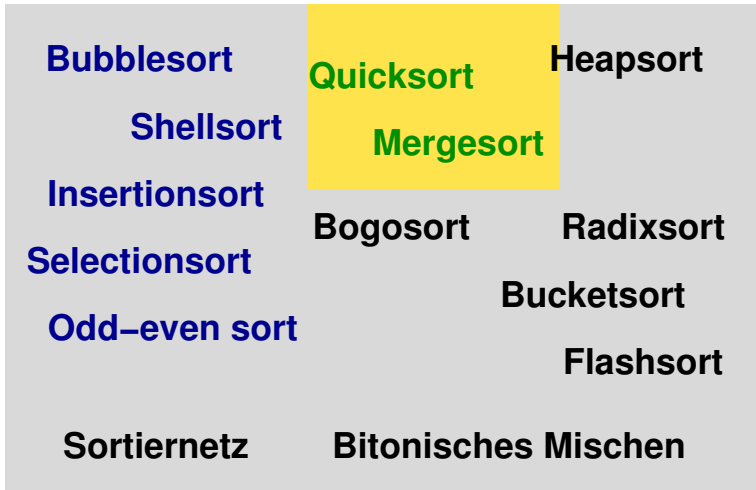 Bubblesort
Quicksort
Heapsort
Shellsort
Mergesort
Insertionsort
Bogosort
Radixsort
Selectionsort
Bucketsort
Odd–even sort
Flashsort
Sortiernetz
Bitonisches Mischen